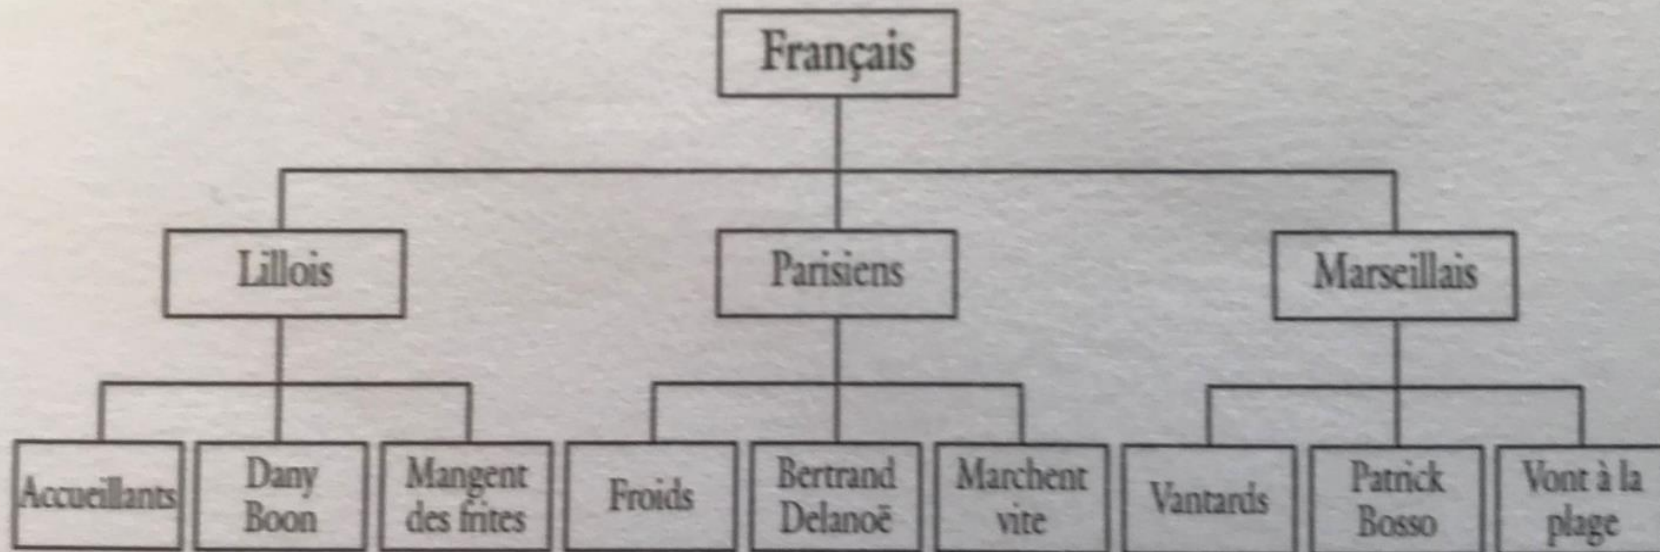 Français
Lillois
Parisiens
Marseillais
Accueillants
Dany
Boon
Mangent
des frites
Froids
Bertrand
Delanoë
Marchent
vite
Vantards
Patrick
Bosso
Vont à la
plage